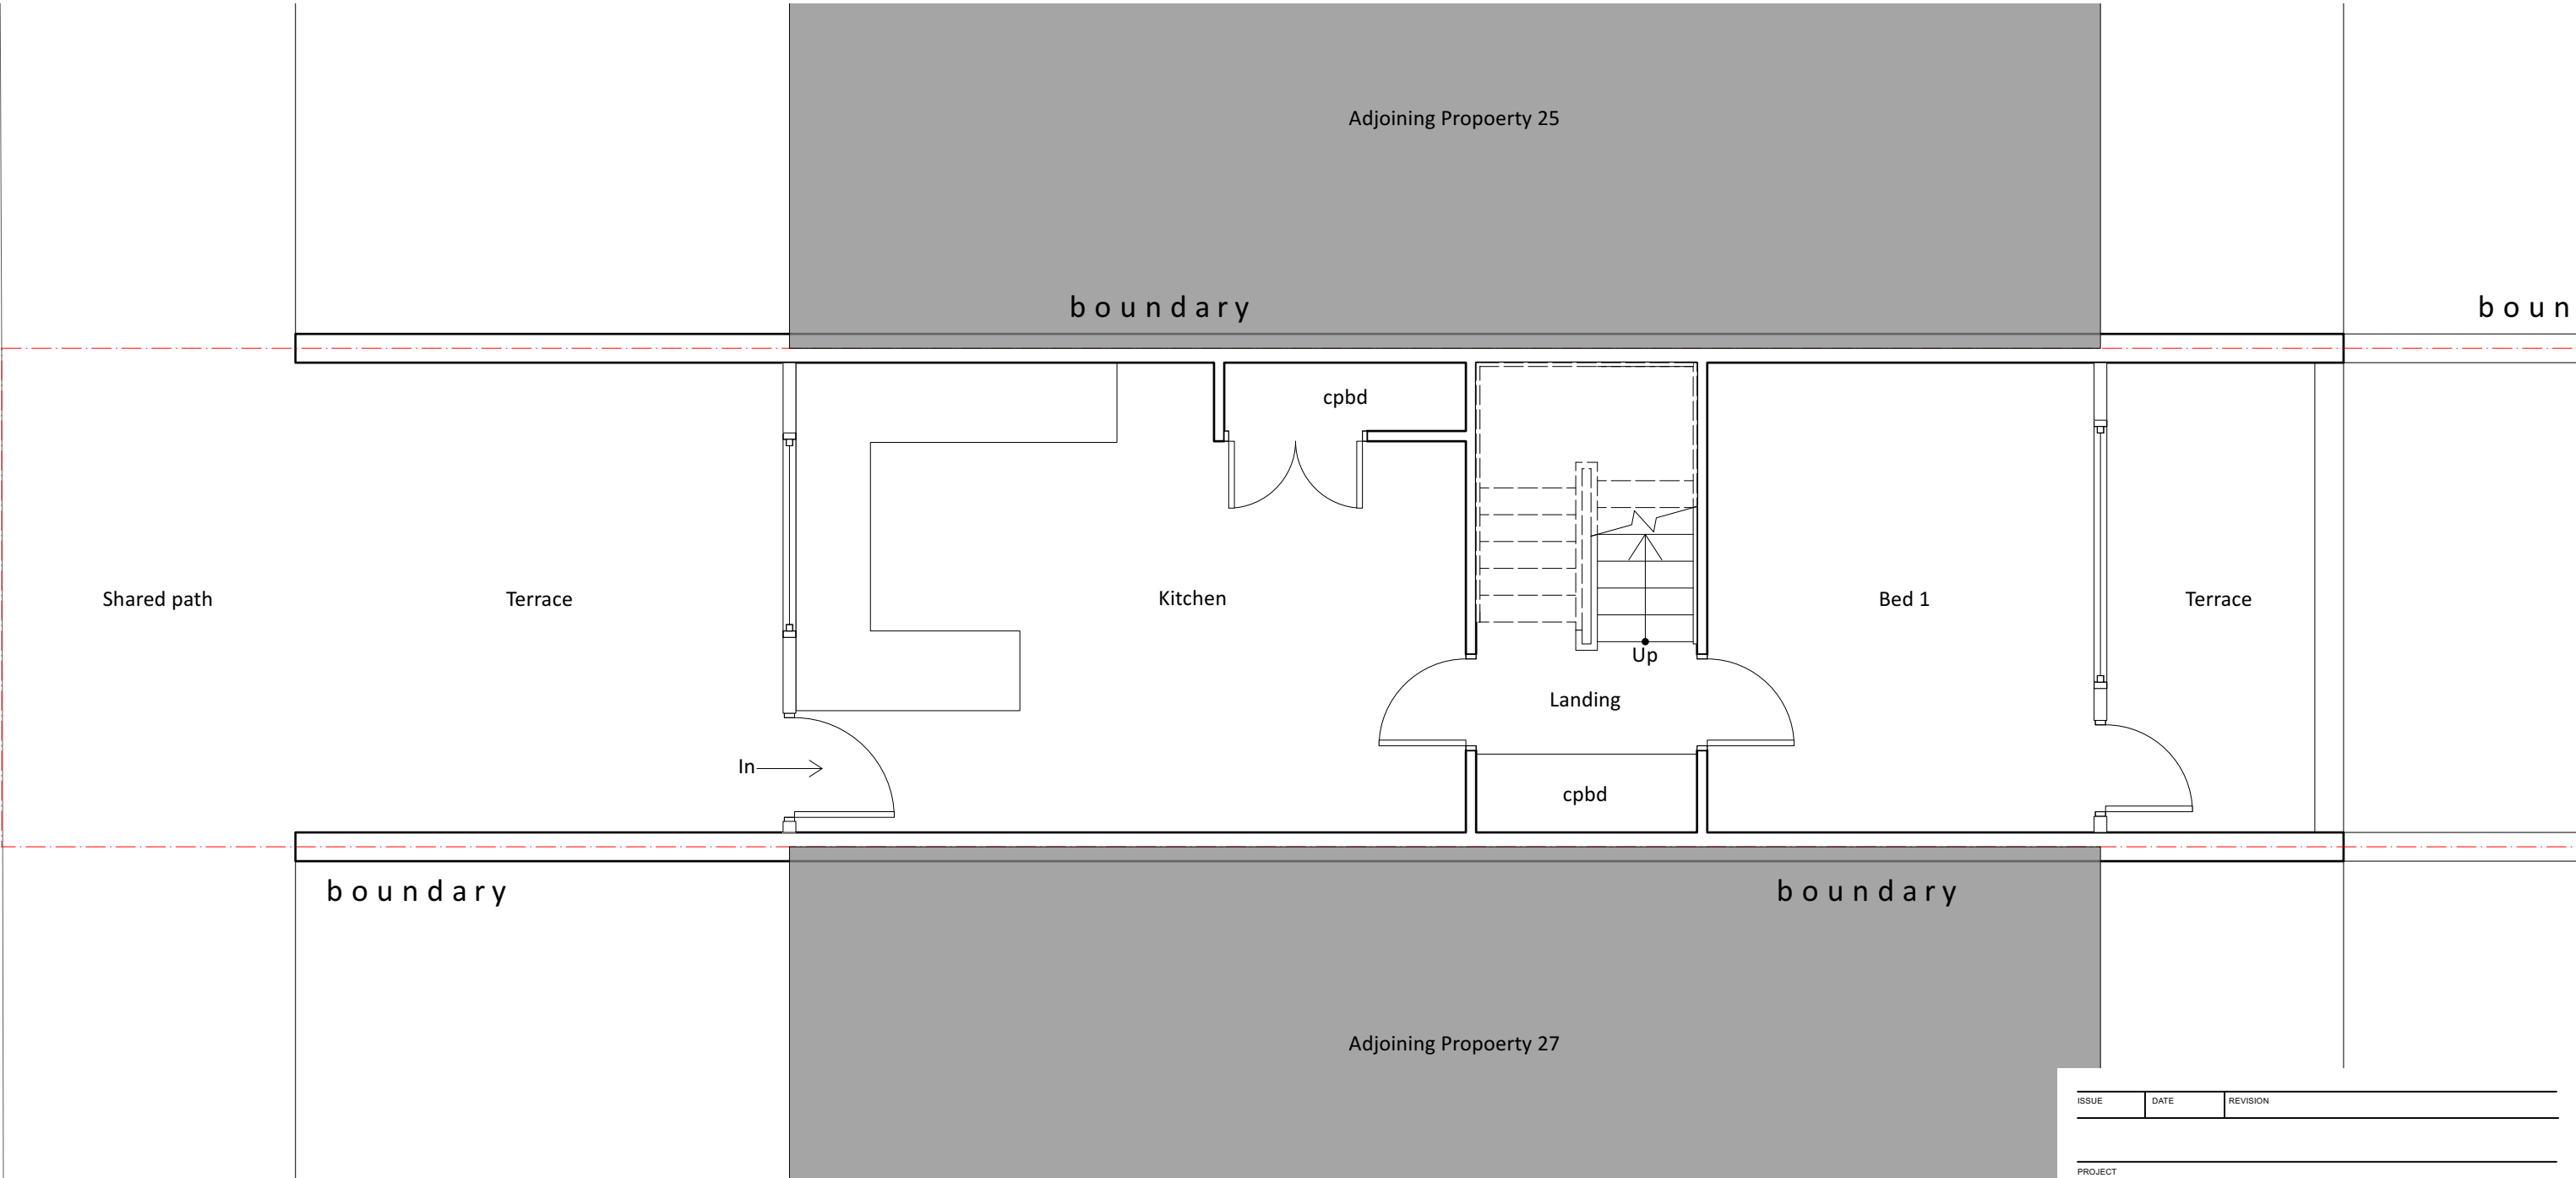 Adjoining Propoerty 25
boundary
boun
cpbd
Shared path
Terrace
Kitchen
Bed 1
Terrace
Up
Landing
In
cpbd
boundary
boundary
Adjoining Propoerty 27
ISSUE DATE REVISION
PROJECT